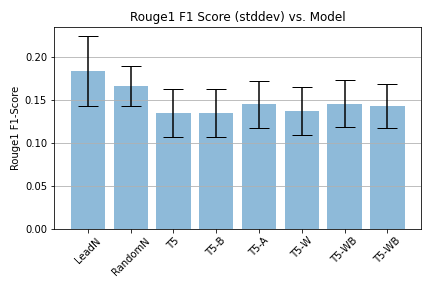 Rouge1 F1 Score (stddev) vs. Model
Rouge1 F1-Score
0.20
0.15
0.10
0.05
0.00
LeadN
RandomN
T5
T5-B
T5-A
T5-W
T5-WB
T5-WB